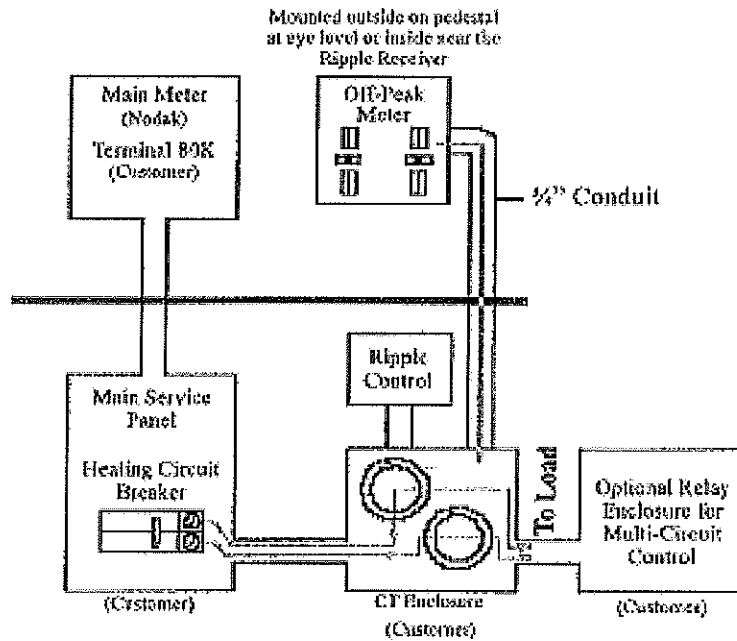 Mounted outside on pedestal
at eye level or inside near the
Ripple Receiver
Main Meter
(Nodak)
Terminal 80K
(Customer)
Off-Peak
Meter
¾" Conduit
Ripple
Control
Main Service
Panel
Heating Circuit
Breaker
(Customer)
To Load
CT Enclosure
(Customer)
Optional Relay
Enclosure for
Multi-Circuit
Control
(Customer)